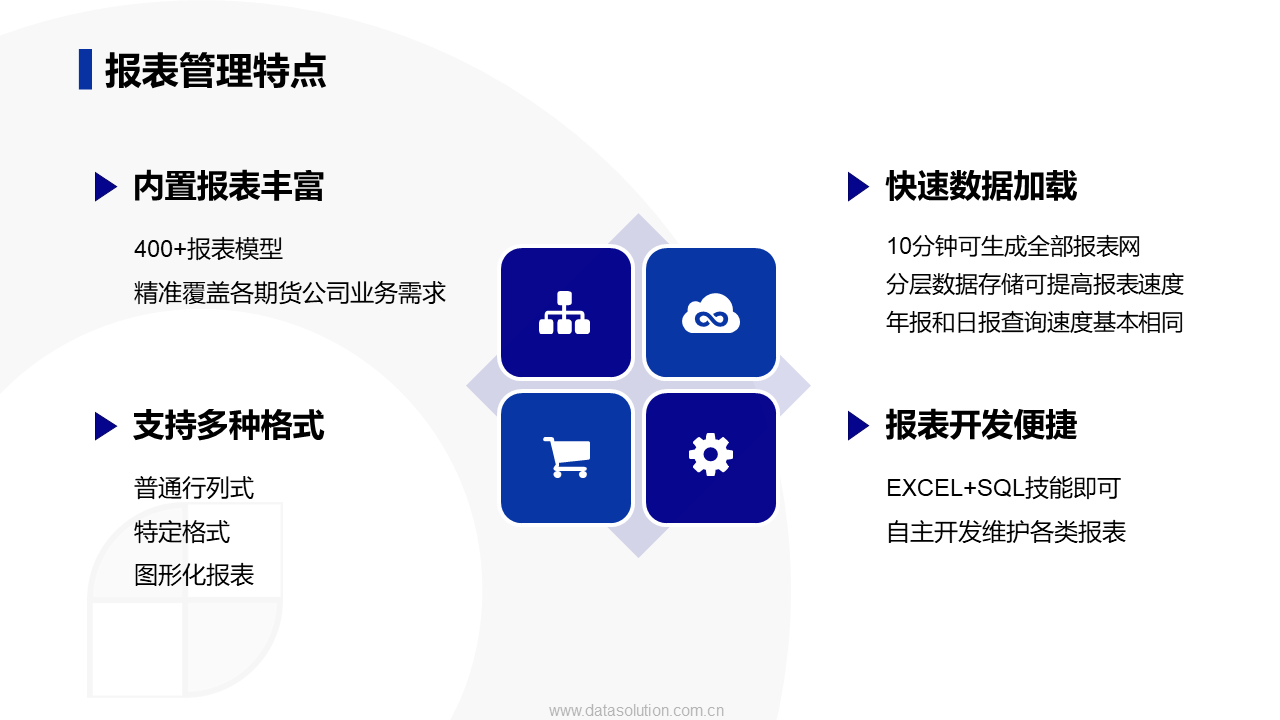 报表管理特点
内置报表丰富
400+报表模型
精准覆盖各期货公司业务需求
支持多种格式
普通行列式
特定格式
图形化报表
快速数据加载
10分钟可生成全部报表网
分层数据存储可提高报表速度
年报和日报查询速度基本相同
报表开发便捷
EXCEL+SQL技能即可
自主开发维护各类报表
www.datasolution.com.cn